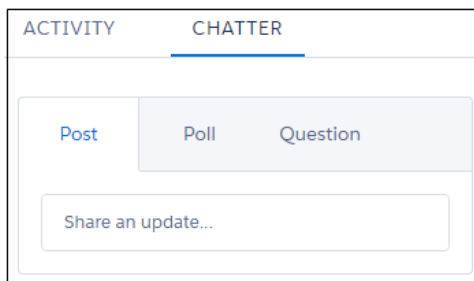 ACTIVITY CHATTER
Post Poll Question
Share an update...